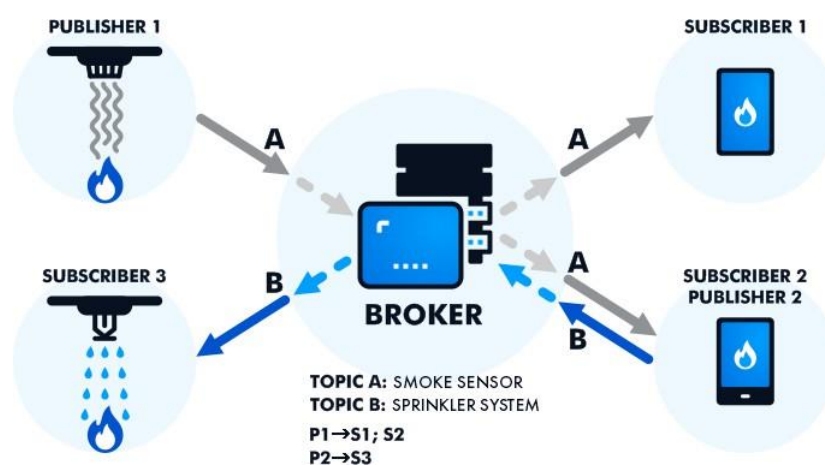 PUBLISHER 1
SUBSCRIBER 1
A
A
SUBSCRIBER 3
B
BROKER
A
B
SUBSCRIBER 2
PUBLISHER 2
TOPIC A: SMOKE SENSOR
TOPIC B: SPRINKLER SYSTEM
P1→S1; S2
P2→S3